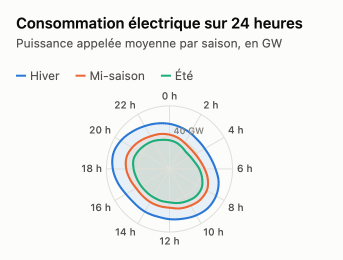 Consommation électrique sur 24 heures
Puissance appelée moyenne par saison, en GW
Hiver Mi-saison Été
0 h
22 h 2 h
40 GW
20 h 4 h
18 h 6 h
16 h 8 h
14 h 10 h
12 h